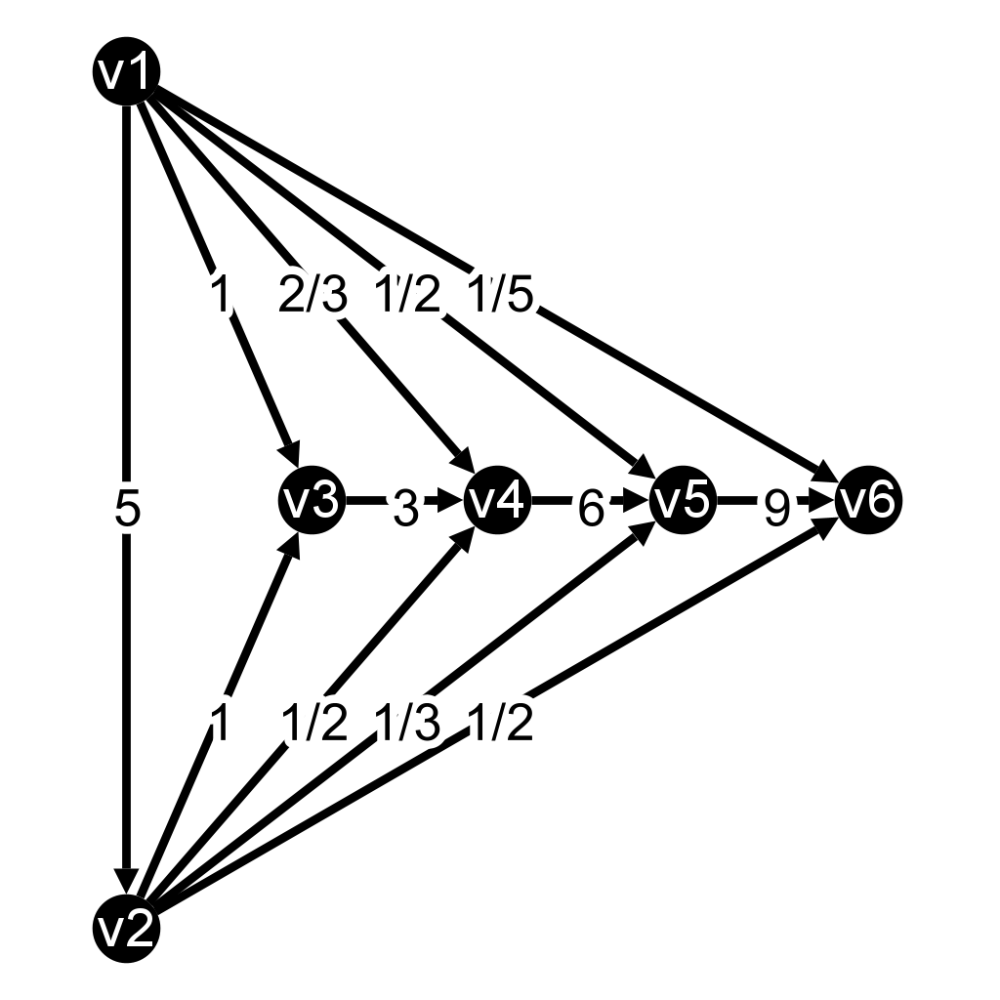 v1
1 2/3 1/2 1/5
5 v3 3 v4 6 v5 9 v6
1 1/2 1/3 1/2
v2